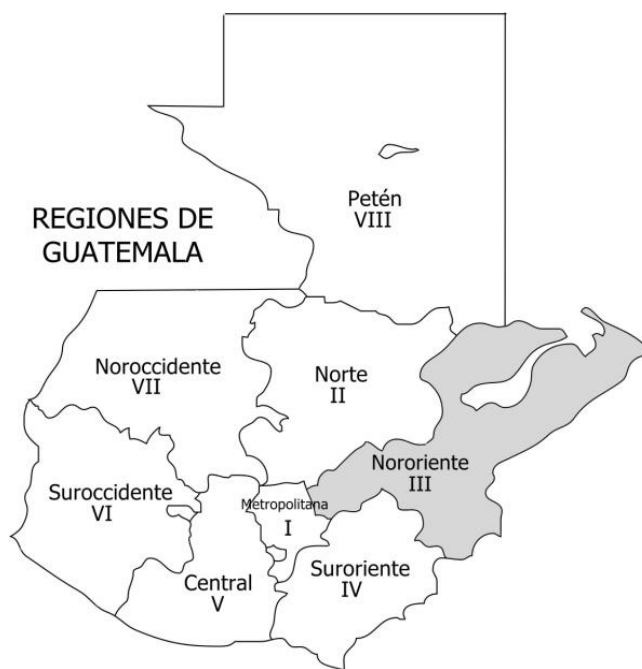 Petén
VIII
REGIONES DE
GUATEMALA
Noroccidente
VII
Norte
II
Nororiente
III
Suroccidente
VI
Metropolitana
I
Central
V
Suroriente
IV